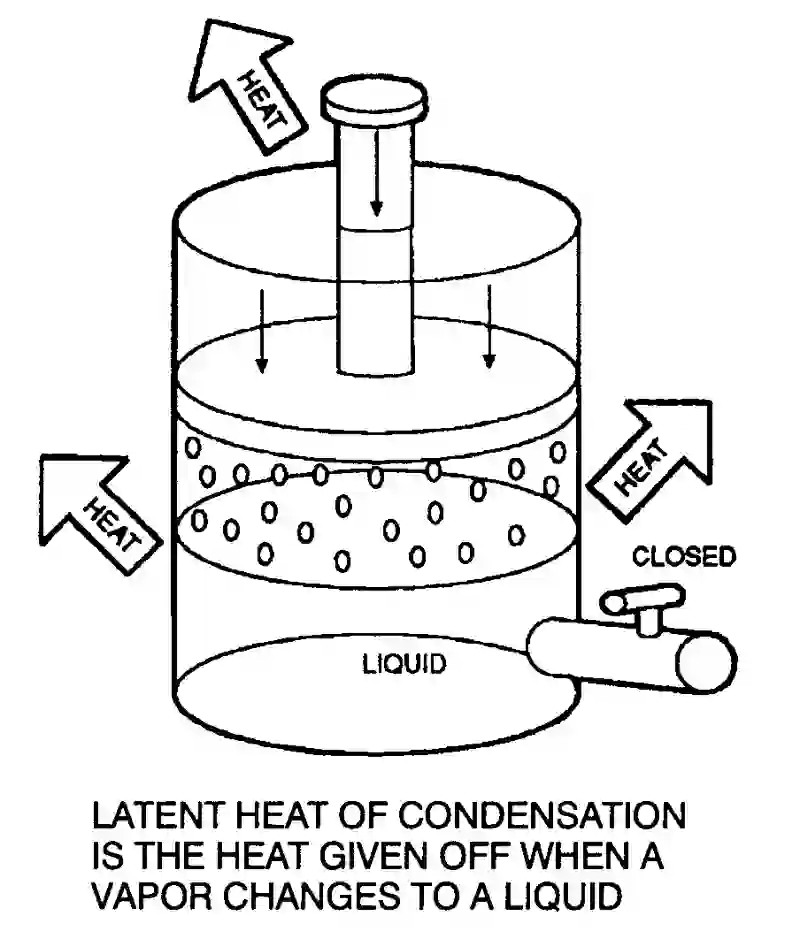 HEAT
HEAT
HEAT
CLOSED
LIQUID
LATENT HEAT OF CONDENSATION
IS THE HEAT GIVEN OFF WHEN A
VAPOR CHANGES TO A LIQUID